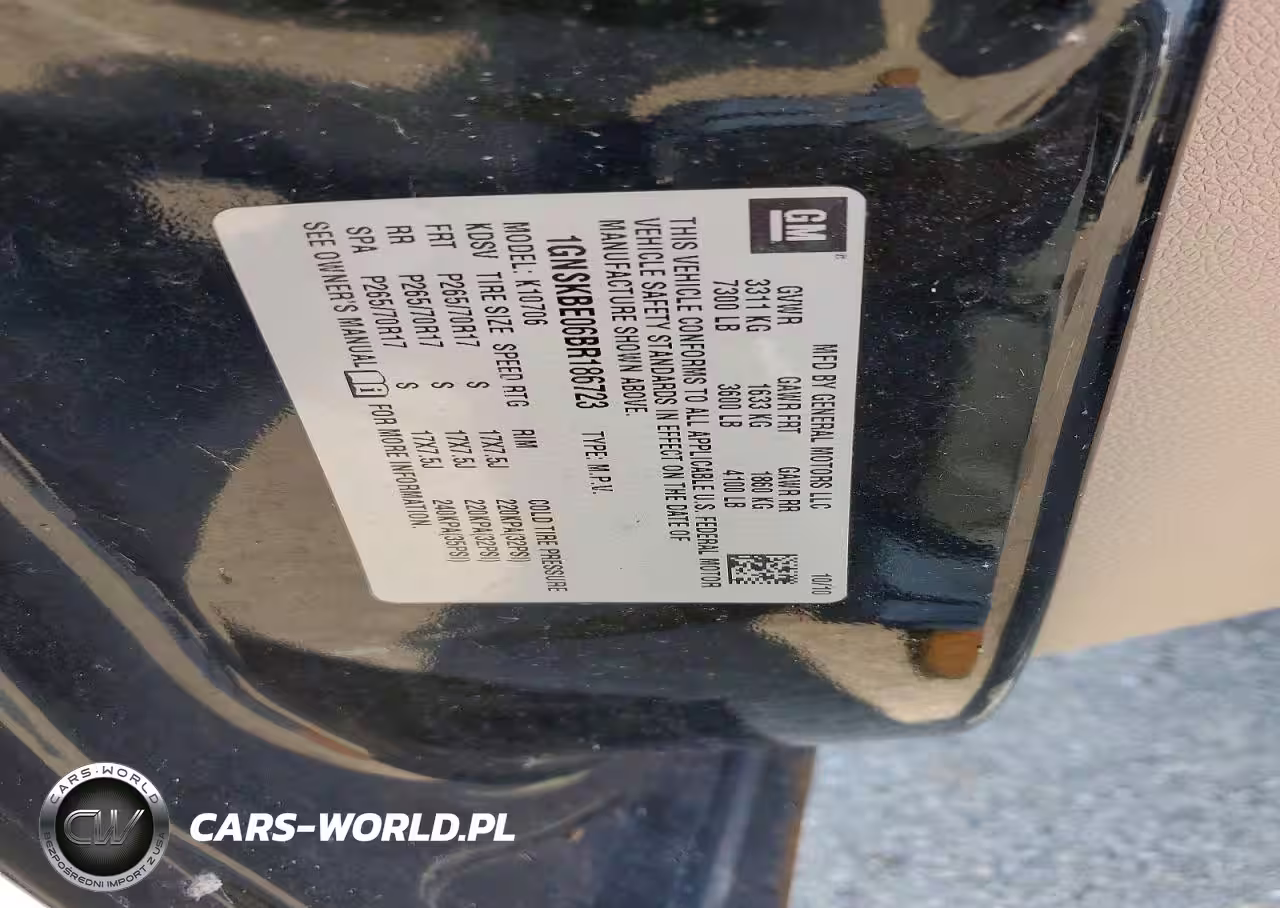 GM
MFD BY GENERAL MOTORS LLC 10/10
GVWR GAWR FRT GAWR RR
3311 KG 1633 KG 1860 KG
7300 LB 3600 LB 4100 LB
THIS VEHICLE CONFORMS TO ALL APPLICABLE U.S. FEDERAL MOTOR
VEHICLE SAFETY STANDARDS IN EFFECT ON THE DATE OF
MANUFACTURE SHOWN ABOVE.
1GNSKBE06BR186723 TYPE: M.P.V.
MODEL: K10706
KDSV TIRE SIZE SPEED RTG RIM COLD TIRE PRESSURE
FRT P265/70R17 S 17X7.5J 220KPA(32PSI)
RR P265/70R17 S 17X7.5J 220KPA(32PSI)
SPA P265/70R17 S 17X7.5J 240KPA(35PSI)
SEE OWNER'S MANUAL FOR MORE INFORMATION
CARS-WORLD
CW
BEZPOŚREDNI IMPORT Z USA
CARS-WORLD.PL